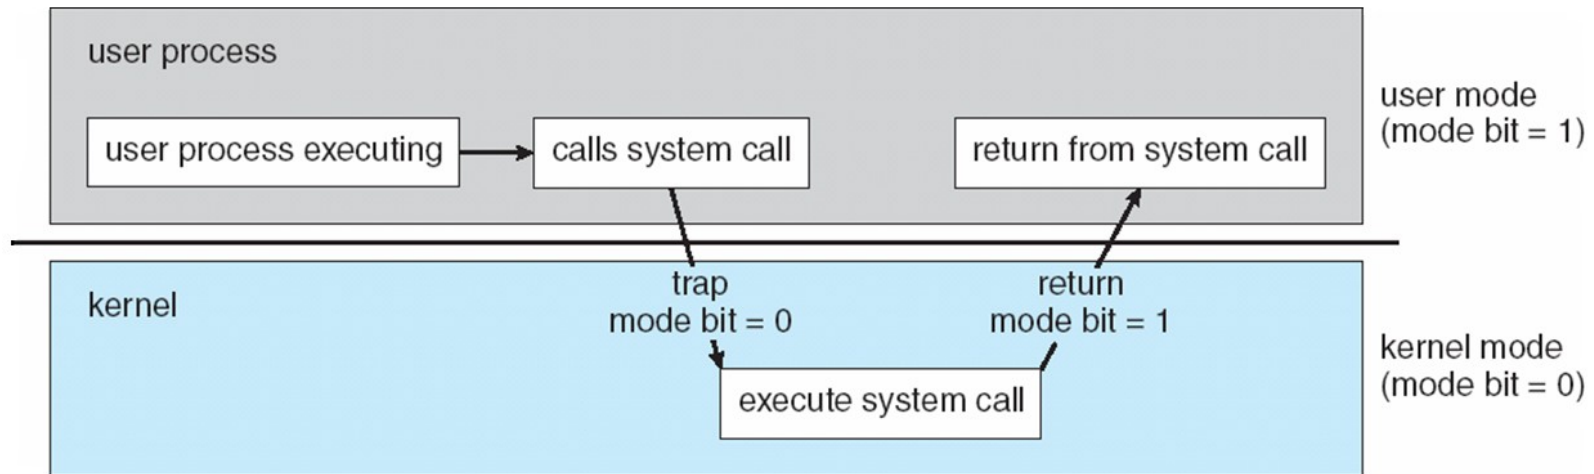 user process
user process executing
calls system call
return from system call
user mode
(mode bit = 1)
kernel
trap
mode bit = 0
return
mode bit = 1
execute system call
kernel mode
(mode bit = 0)